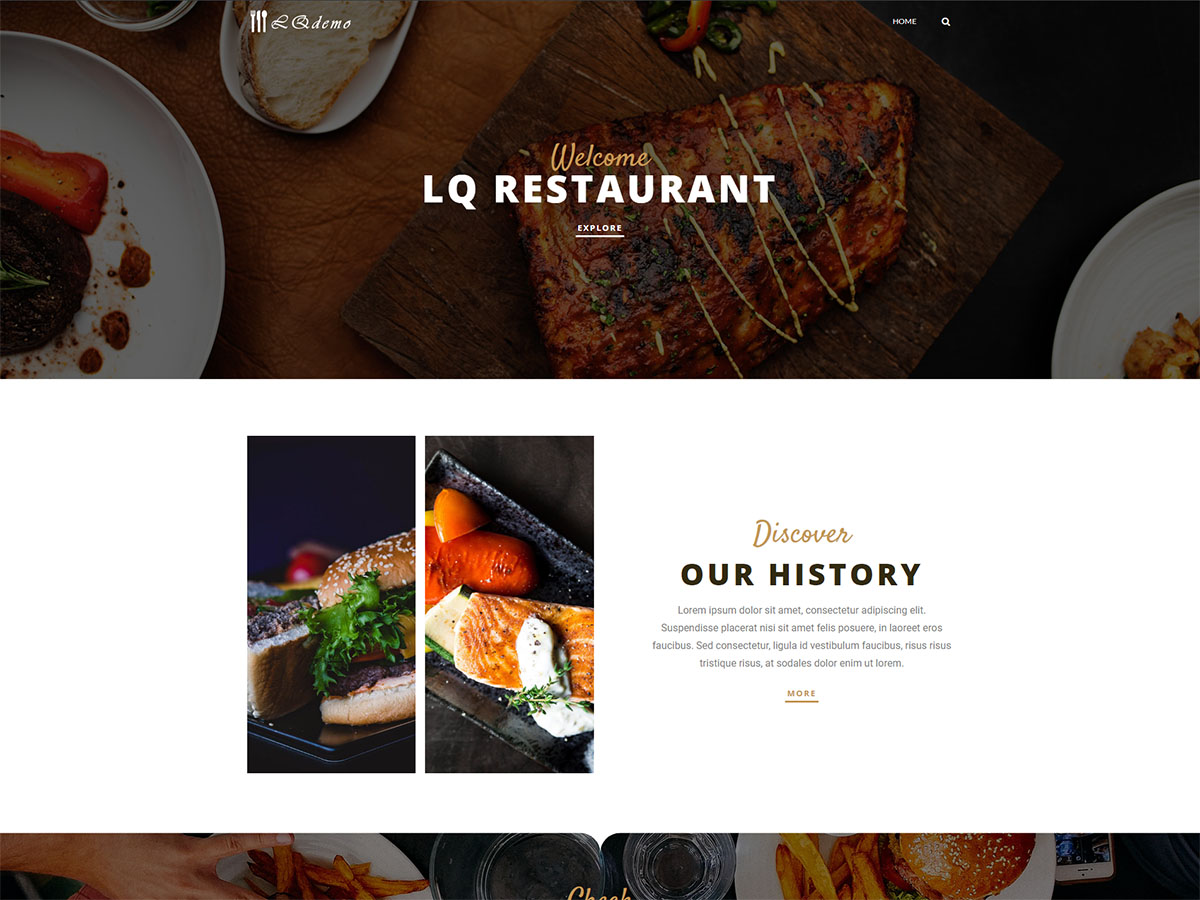 LQdemo
HOME
Welcome
LQ RESTAURANT
EXPLORE
Discover
OUR HISTORY
Lorem ipsum dolor sit amet, consectetur adipiscing elit.
Suspendisse placerat nisi sit amet felis posuere, in laoreet eros
faucibus. Sed consectetur, ligula id vestibulum faucibus, risus risus
tristique risus, at sodales dolor enim ut lorem.
MORE
Check